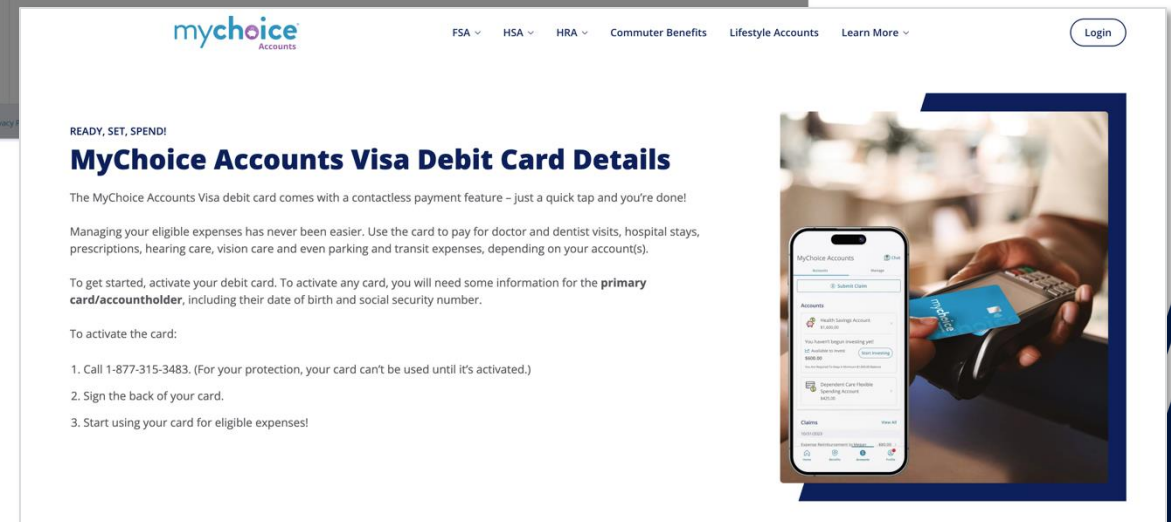 mychoice
Accounts
FSA HSA HRA Commuter Benefits Lifestyle Accounts Learn More Login
READY, SET, SPEND!
MyChoice Accounts Visa Debit Card Details
The MyChoice Accounts Visa debit card comes with a contactless payment feature – just a quick tap and you're done!
Managing your eligible expenses has never been easier. Use the card to pay for doctor and dentist visits, hospital stays,
prescriptions, hearing care, vision care and even parking and transit expenses, depending on your account(s).
To get started, activate your debit card. To activate any card, you will need some information for the primary
card/accountholder, including their date of birth and social security number.
To activate the card:
1. Call 1-877-315-3483. (For your protection, your card can't be used until it's activated.)
2. Sign the back of your card.
3. Start using your card for eligible expenses!
MyChoice Accounts Chat
Accounts Manage
Submit Claim
Accounts
Health Savings Account
You haven't begun investing yet!
Available to invest
Start Investing
Dependent Care Flexible
Spending Account
Claims View All
mychoice